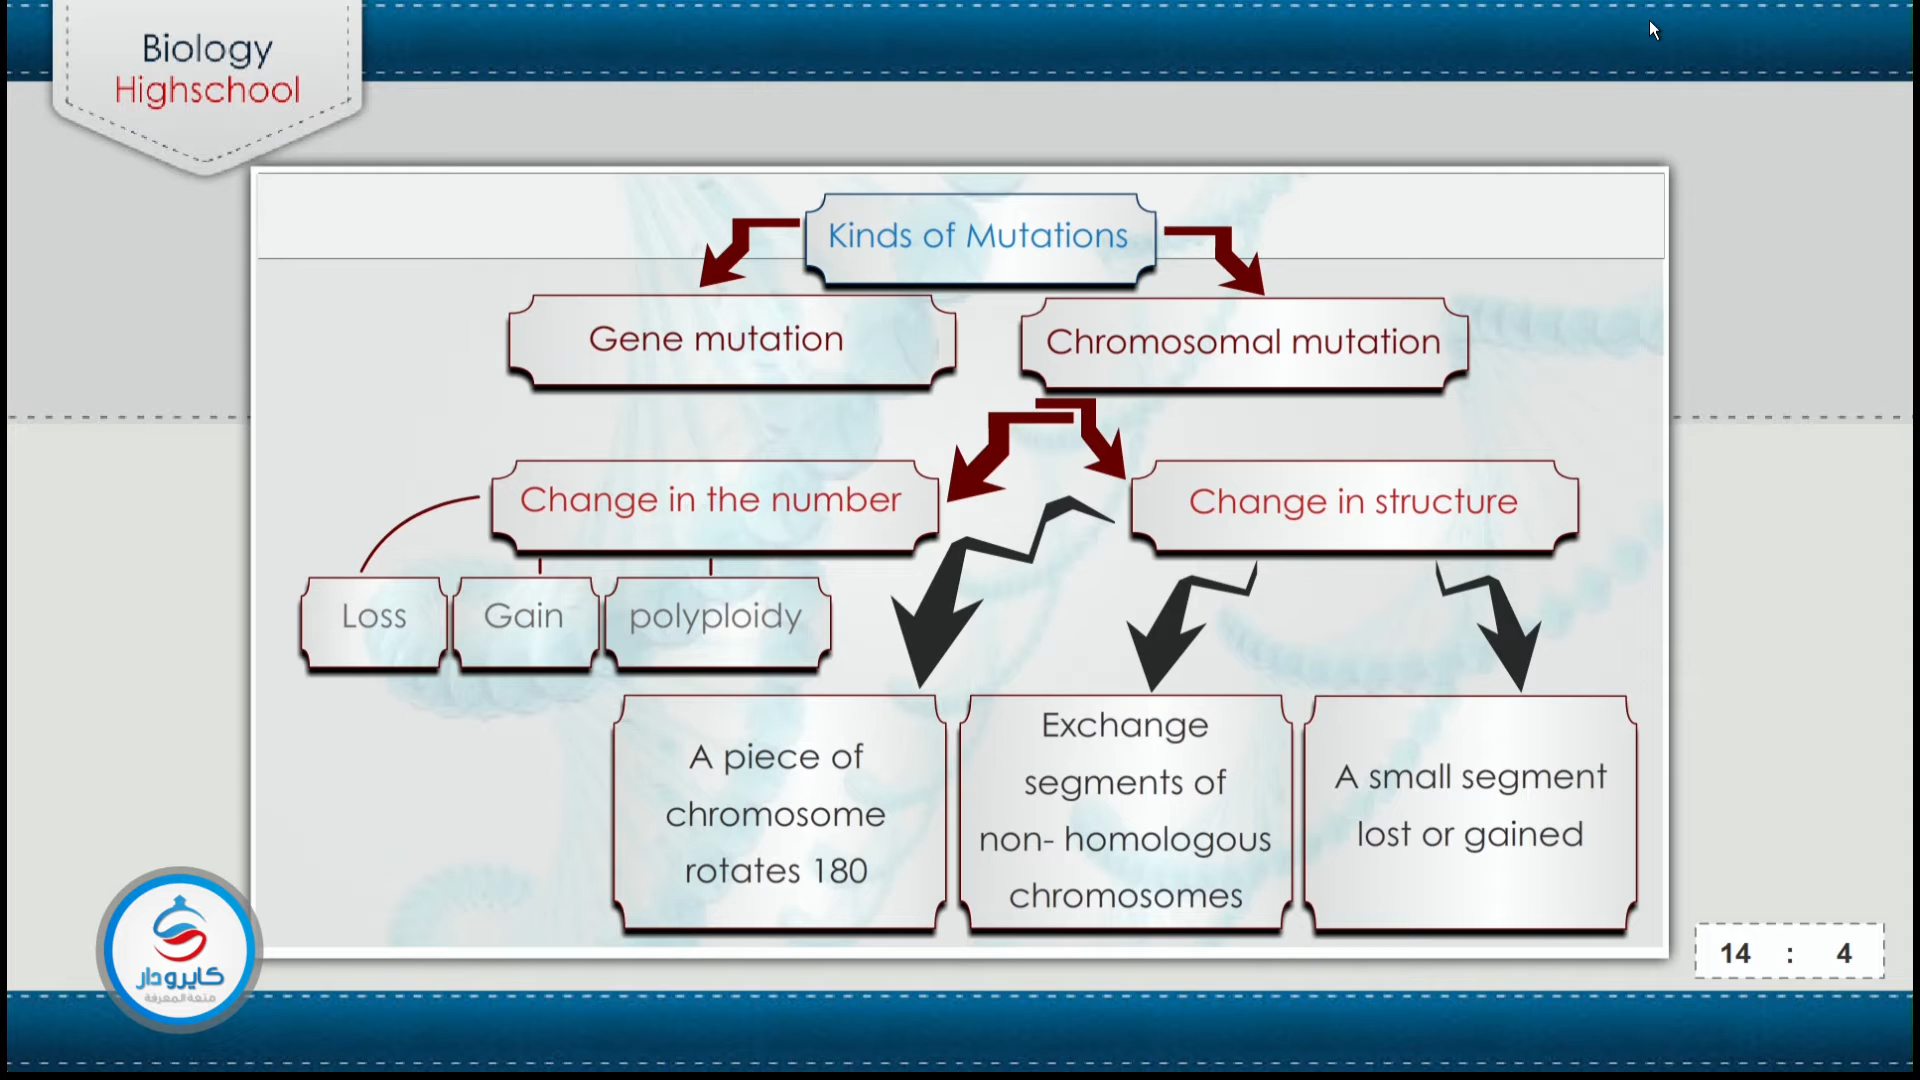 Biology
Highschool
Kinds of Mutations
Gene mutation
Chromosomal mutation
Change in the number
Change in structure
Loss
Gain
polyploidy
A piece of
chromosome
rotates 180
Exchange
segments of
non- homologous
chromosomes
A small segment
lost or gained
كايرودار
متعة المعرفة
14 : 4